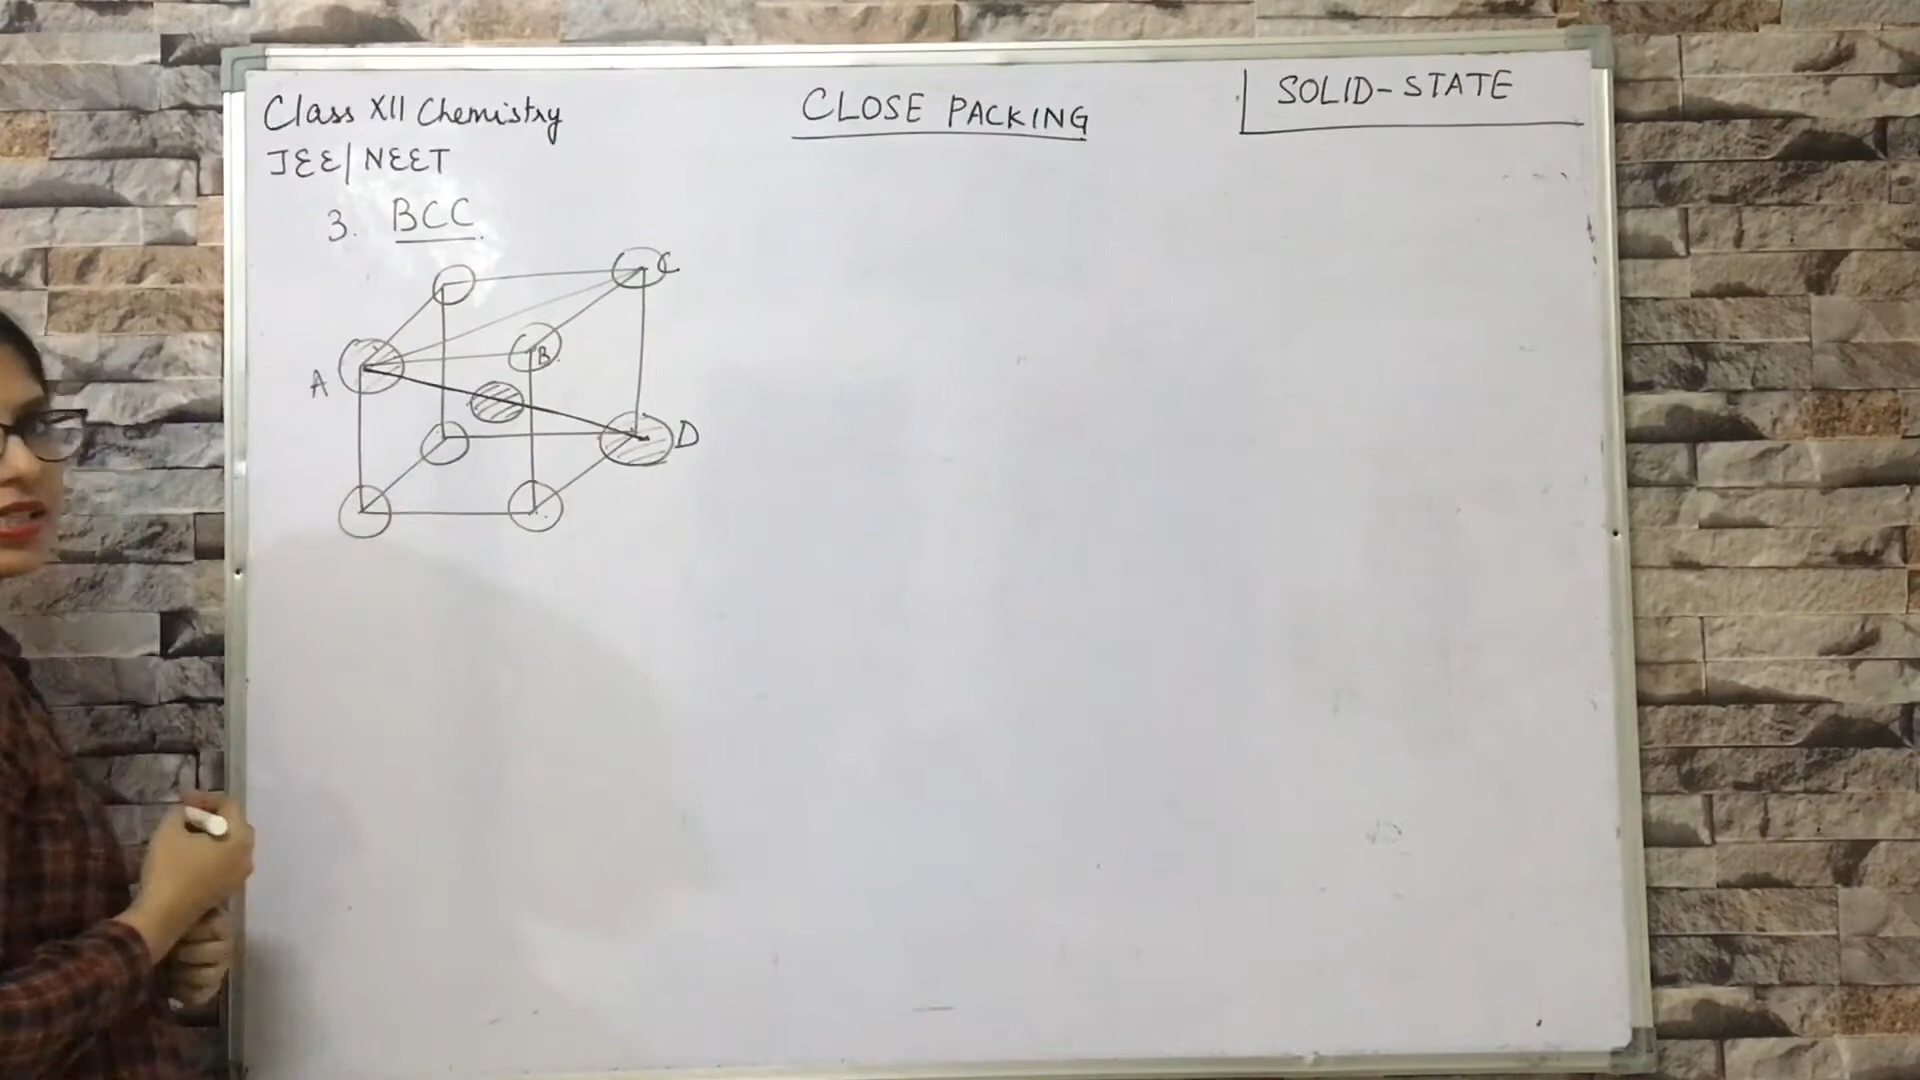 Class XII Chemistry
CLOSE PACKING
SOLID-STATE
JEE/NEET
3. BCC
C
B
A
D